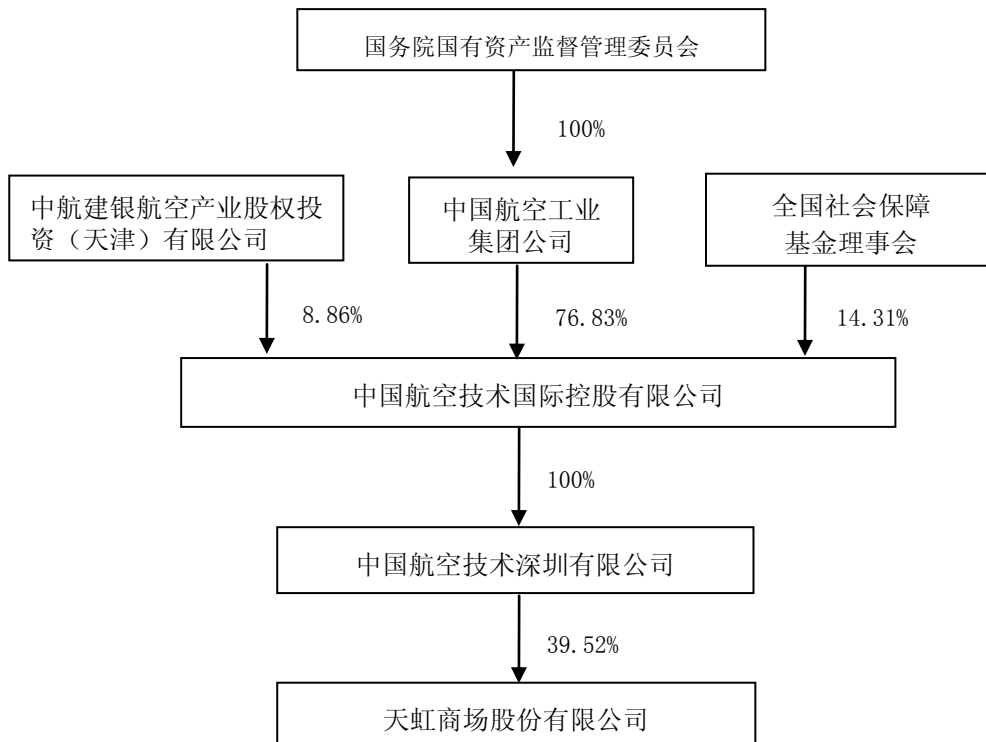 国务院国有资产监督管理委员会
100%
中航建银航空产业股权投
资（天津）有限公司
中国航空工业
集团公司
全国社会保障
基金理事会
8.86%
76.83%
14.31%
中国航空技术国际控股有限公司
100%
中国航空技术深圳有限公司
39.52%
天虹商场股份有限公司